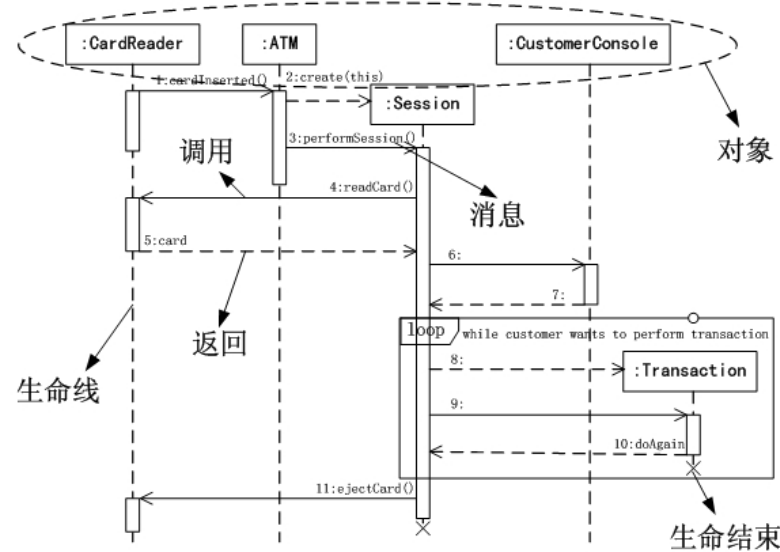 :CardReader
:ATM
:CustomerConsole
1:cardInserted()
2:create(this)
:Session
对象
3:performSession()
调用
4:readCard()
消息
5:card
6:
7:
返回
loop
while customer wants to perform transaction
生命线
8:
:Transaction
9:
10:doAgain
11:ejectCard()
生命结束